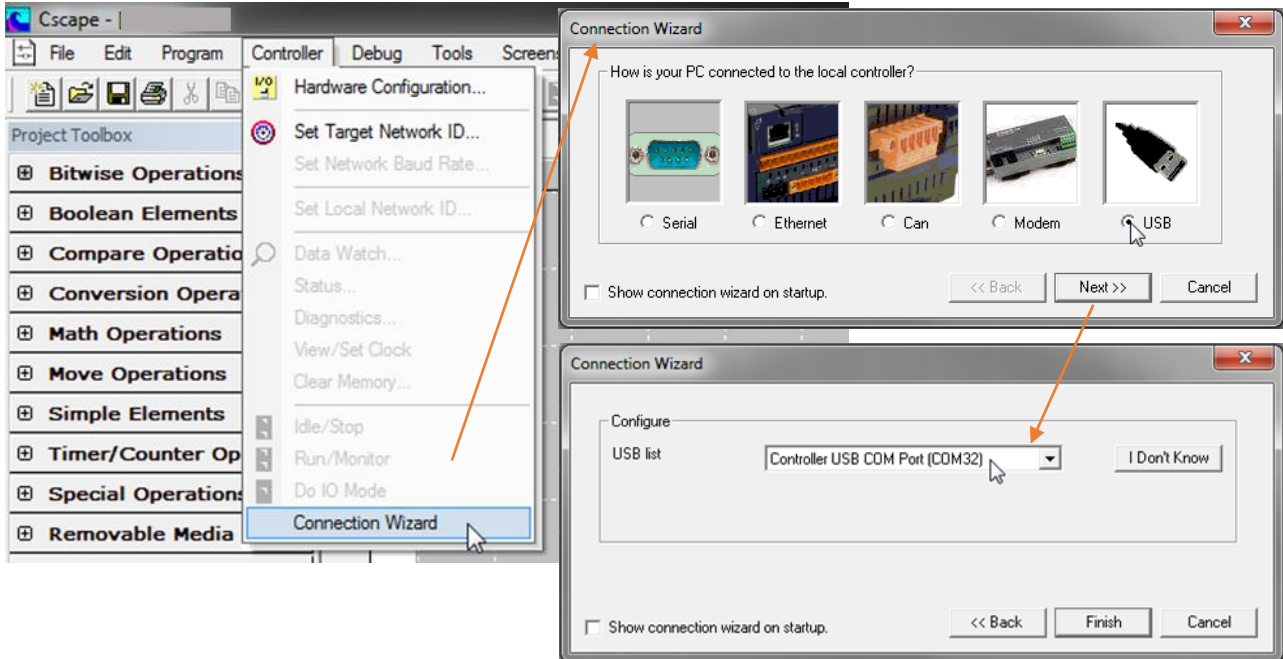 Cscape - [
File Edit Program Controller Debug Tools Screens
Hardware Configuration...
Set Target Network ID...
Set Network Baud Rate...
Set Local Network ID...
Data Watch...
Status...
Diagnostics...
View/Set Clock
Clear Memory...
Idle/Stop
Run/Monitor
Do IO Mode
Connection Wizard
Project Toolbox
Bitwise Operations
Boolean Elements
Compare Operatio
Conversion Opera
Math Operations
Move Operations
Simple Elements
Timer/Counter Op
Special Operations
Removable Media
Connection Wizard
How is your PC connected to the local controller?
Serial Ethernet Can Modem USB
Show connection wizard on startup.
<< Back Next >> Cancel
Connection Wizard
Configure
USB list Controller USB COM Port (COM32) I Don't Know
Show connection wizard on startup.
<< Back Finish Cancel